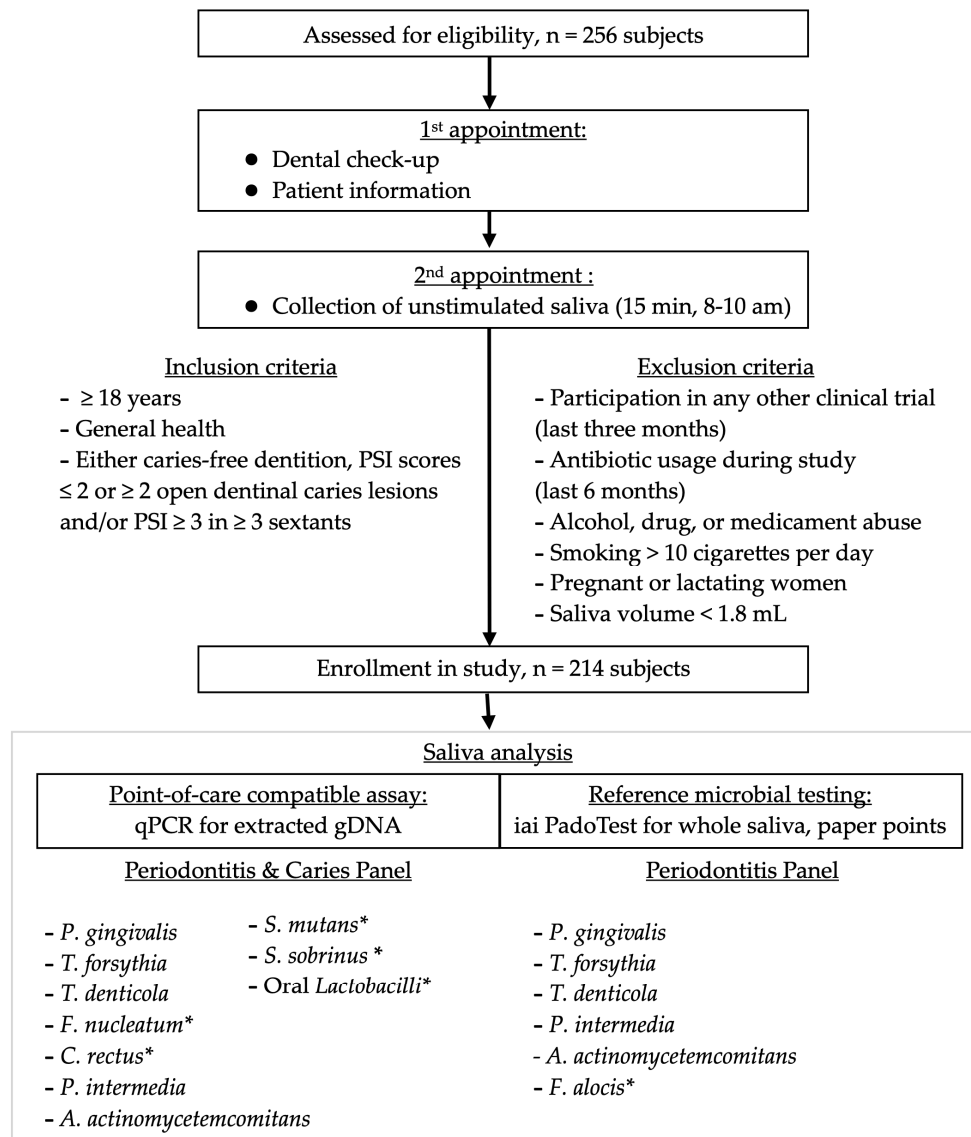 Assessed for eligibility, n = 256 subjects
1st appointment:
● Dental check-up
● Patient information
2nd appointment :
● Collection of unstimulated saliva (15 min, 8-10 am)
Inclusion criteria
- ≥ 18 years
- General health
- Either caries-free dentition, PSI scores
≤ 2 or ≥ 2 open dentinal caries lesions
and/or PSI ≥ 3 in ≥ 3 sextants
Exclusion criteria
- Participation in any other clinical trial
(last three months)
- Antibiotic usage during study
(last 6 months)
- Alcohol, drug, or medicament abuse
- Smoking > 10 cigarettes per day
- Pregnant or lactating women
- Saliva volume < 1.8 mL
Enrollment in study, n = 214 subjects
Saliva analysis
Point-of-care compatible assay:
qPCR for extracted gDNA
Reference microbial testing:
iai PadoTest for whole saliva, paper points
Periodontitis & Caries Panel
- P. gingivalis
- T. forsythia
- T. denticola
- F. nucleatum*
- C. rectus*
- P. intermedia
- A. actinomycetemcomitans
- S. mutans*
- S. sobrinus *
- Oral Lactobacilli*
Periodontitis Panel
- P. gingivalis
- T. forsythia
- T. denticola
- P. intermedia
- A. actinomycetemcomitans
- F. alocis*